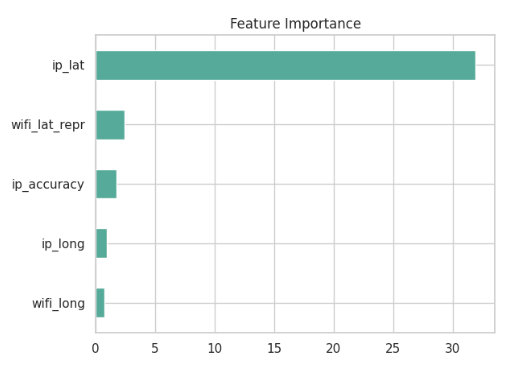 Feature Importance
ip_lat
wifi_lat_repr
ip_accuracy
ip_long
wifi_long
0 5 10 15 20 25 30